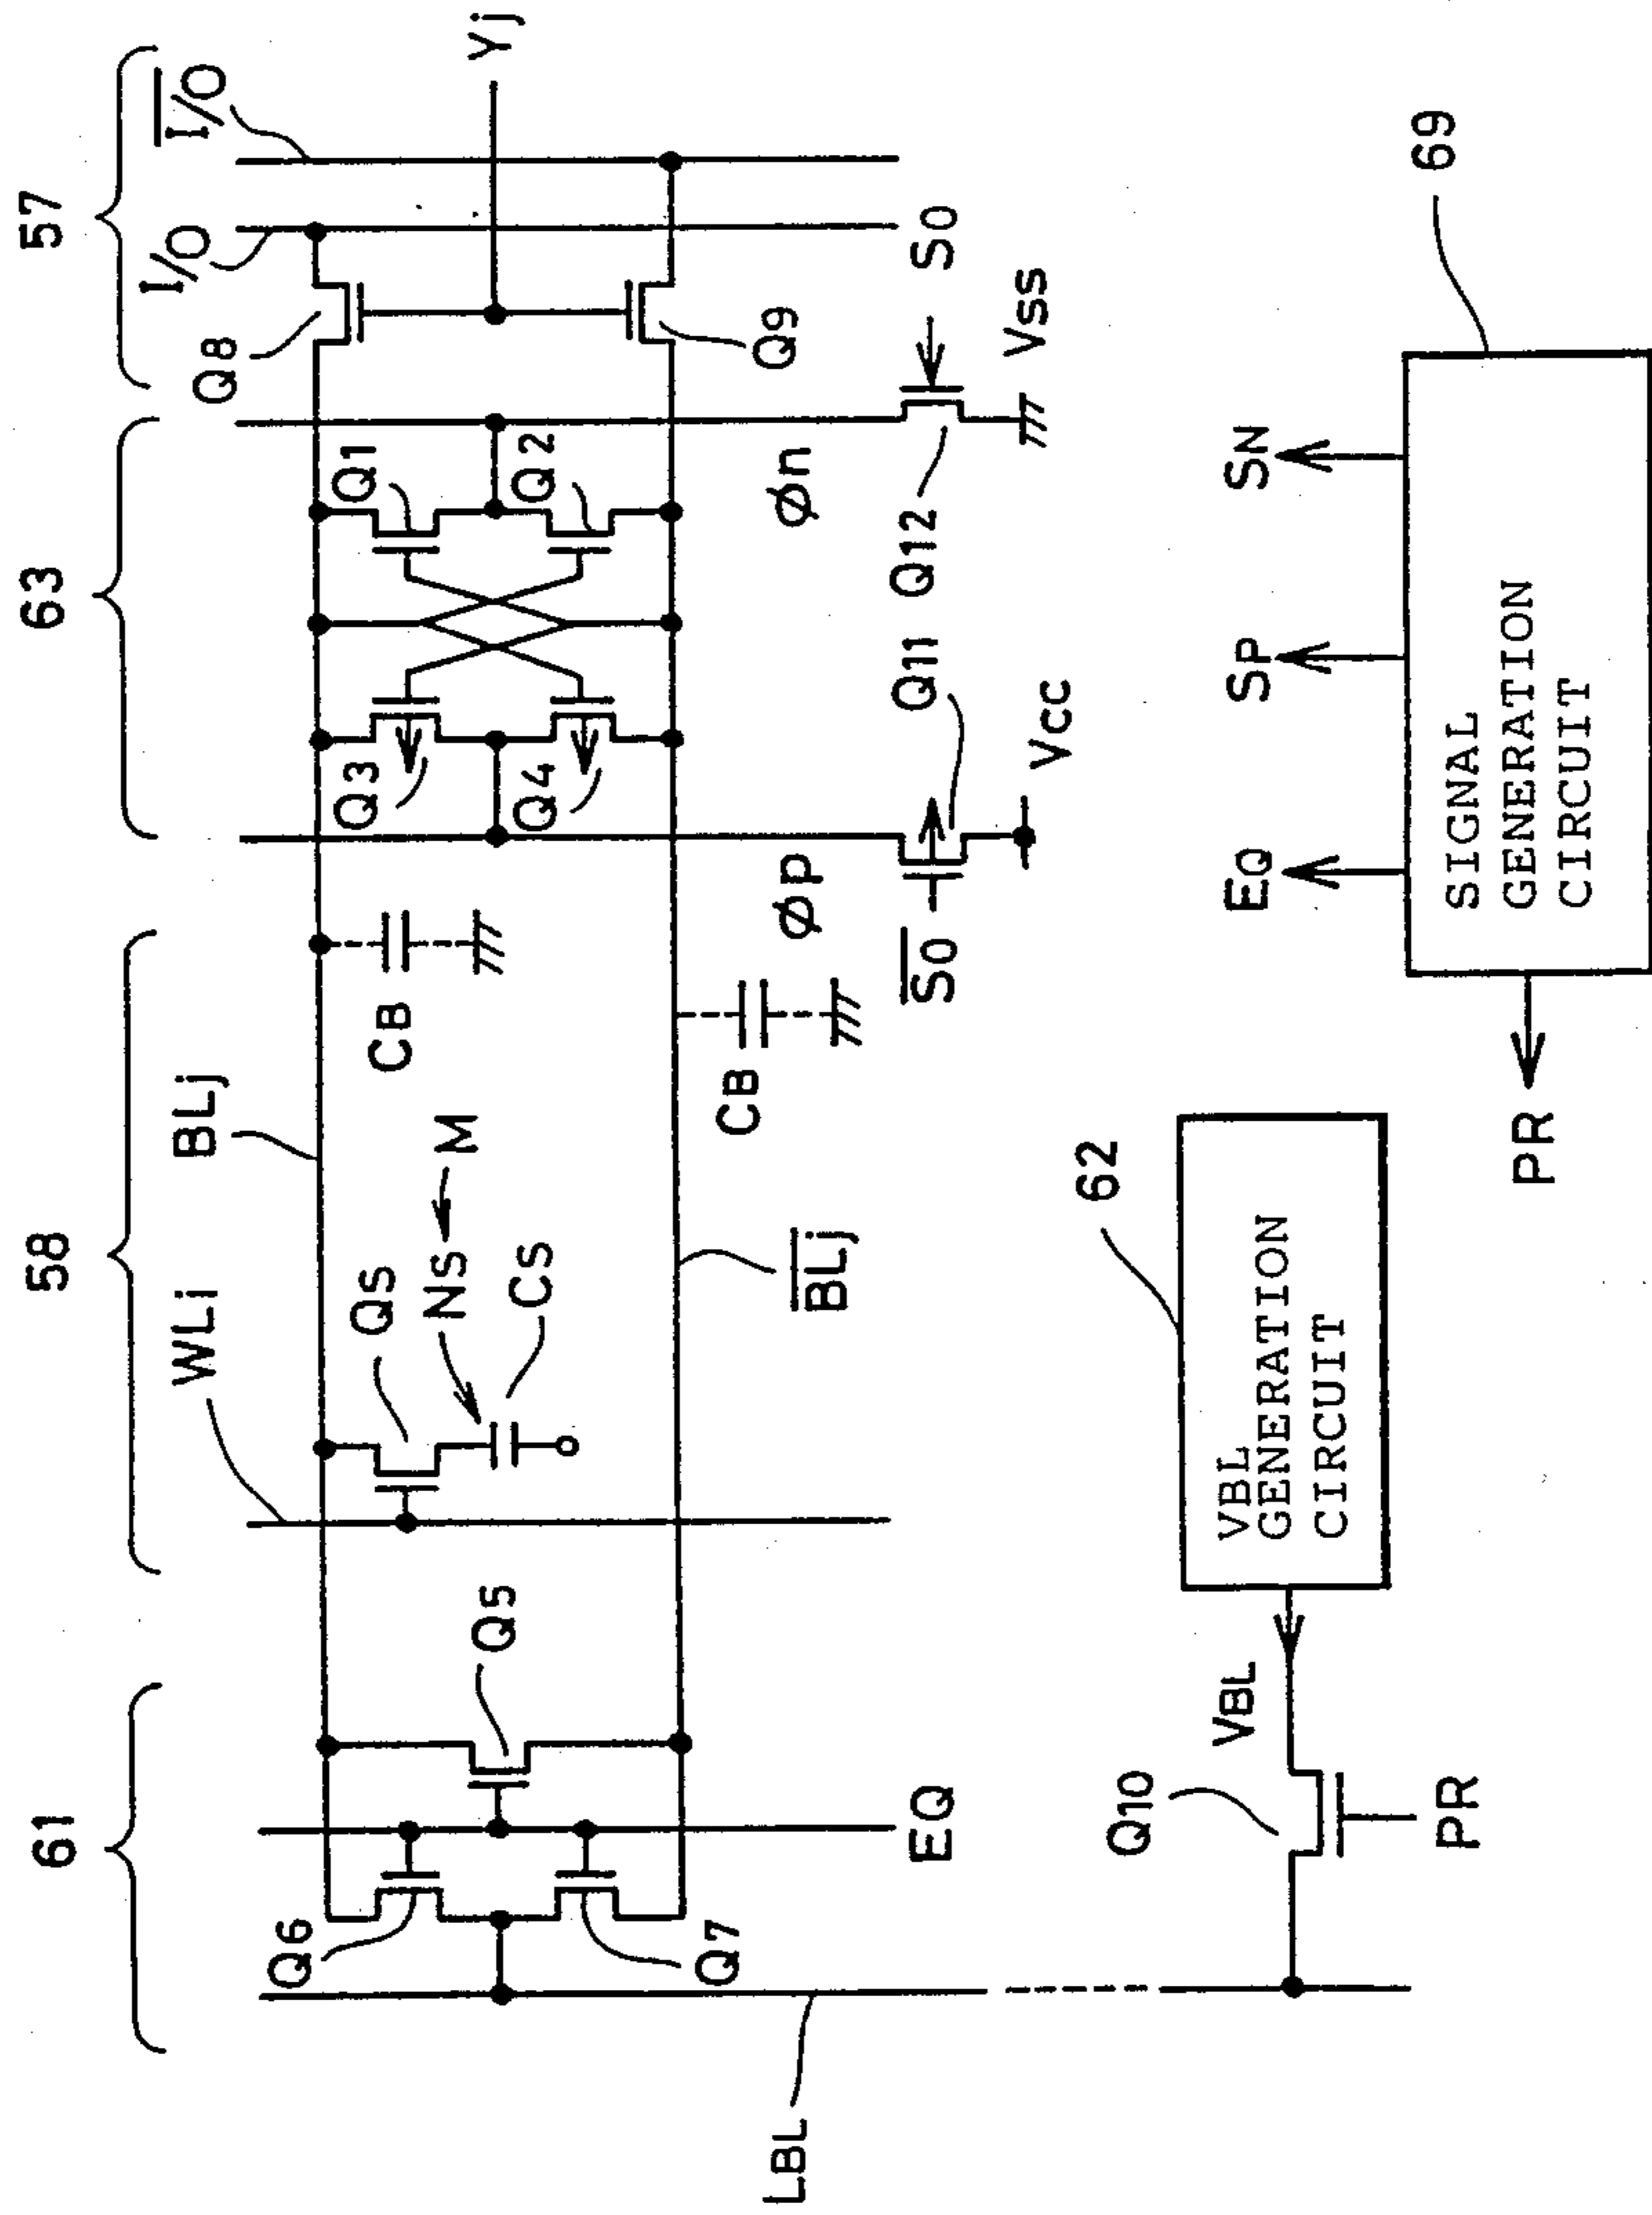 61
58
63
57
WLi
BLj
I/O
I/O
Q6
Q5
QS
NS
M
CB
Q3
Q1
Q8
Yj
CS
Q4
Q2
Q7
BLj
CB
Q9
LBL
EQ
øp
øn
S0
Q11
Q12
S0
Vcc
Vss
Q10
VBL
62
VBL
GENERATION
CIRCUIT
PR
EQ
SP
SN
PR
SIGNAL
GENERATION
CIRCUIT
69